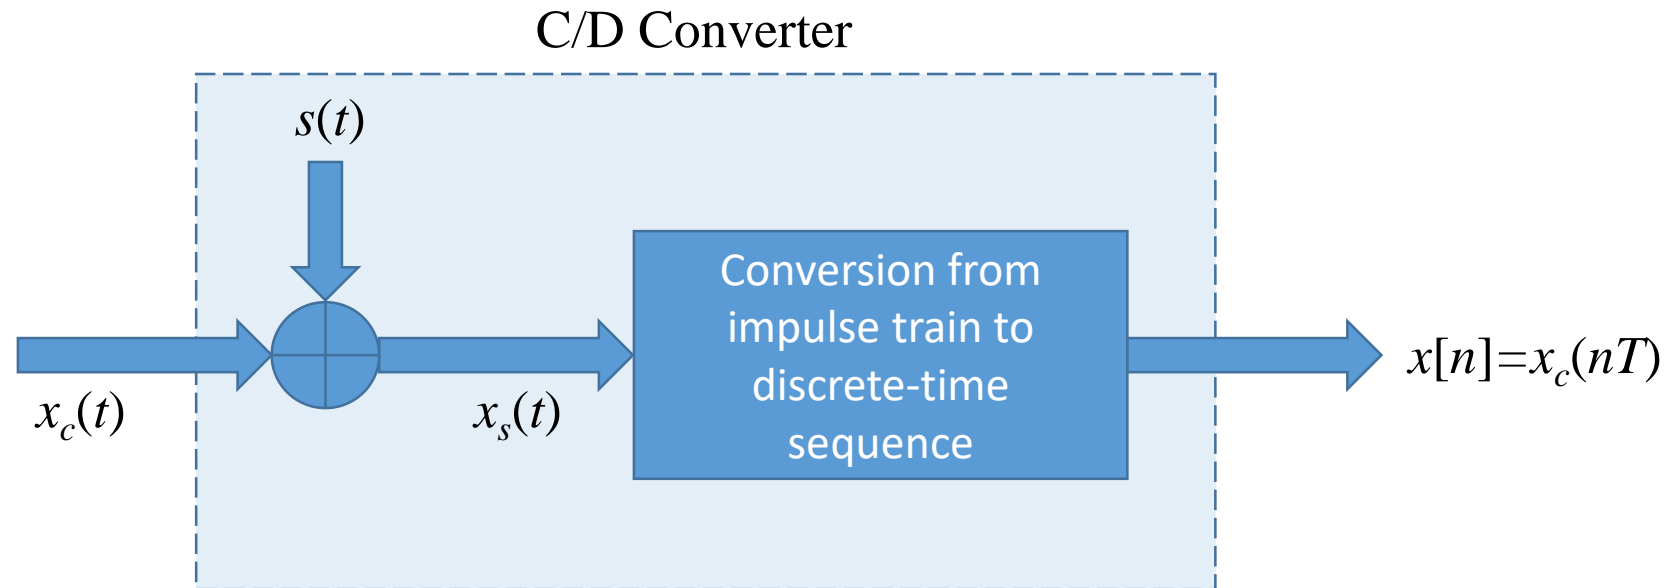 C/D Converter
s(t)
Conversion from
impulse train to
discrete-time
sequence
x[n]=xc(nT)
xc(t)
xs(t)